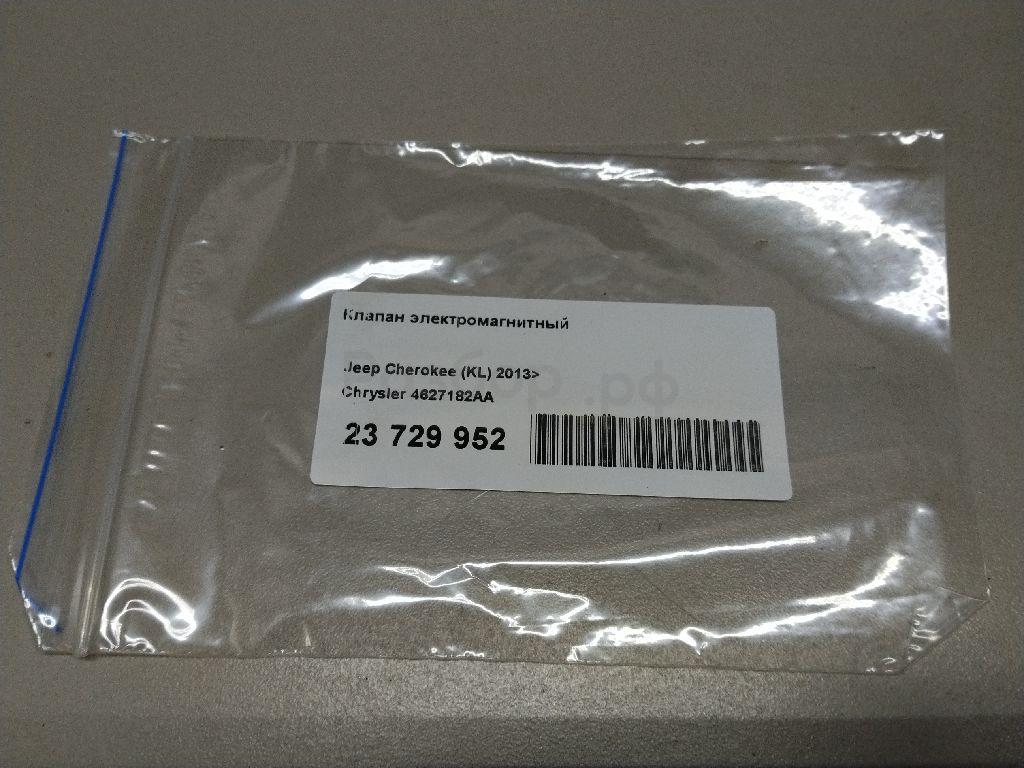 Клапан электромагнитный
Jeep Cherokee (KL) 2013>
Chrysler 4627182AA
23 729 952